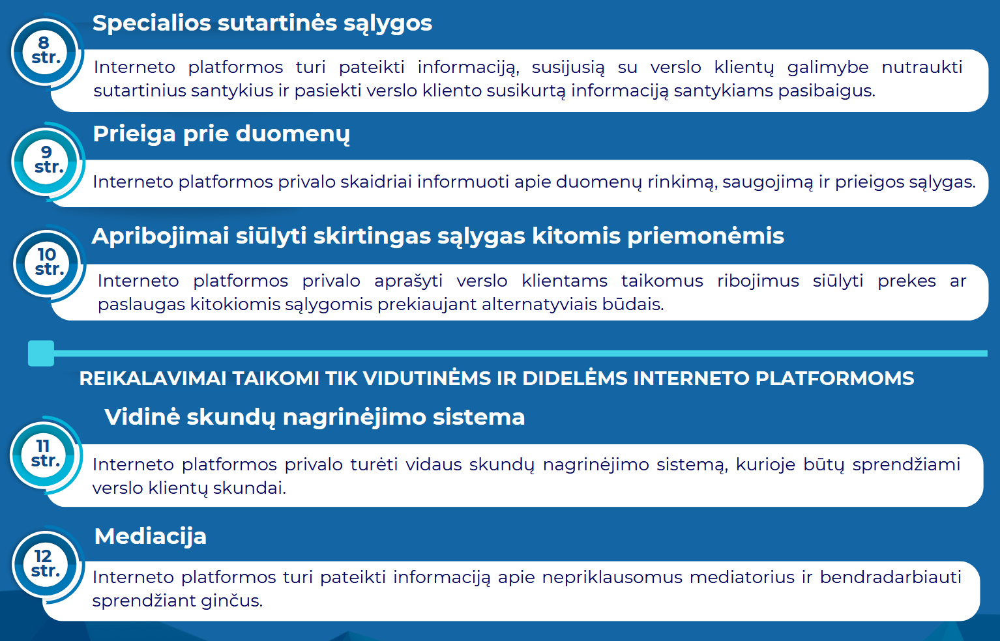 Specialios sutartinės sąlygos
8
str.
Interneto platformos turi pateikti informaciją, susijusią su verslo klientų galimybe nutraukti
sutartinius santykius ir pasiekti verslo kliento susikurtą informaciją santykiams pasibaigus.
Prieiga prie duomenų
9
str.
Interneto platformos privalo skaidriai informuoti apie duomenų rinkimą, saugojimą ir prieigos sąlygas.
Apribojimai siūlyti skirtingas sąlygas kitomis priemonėmis
10
str.
Interneto platformos privalo aprašyti verslo klientams taikomus ribojimus siūlyti prekes ar
paslaugas kitokiomis sąlygomis prekiaujant alternatyviais būdais.
REIKALAVIMAI TAIKOMI TIK VIDUTINĖMS IR DIDELĖMS INTERNETO PLATFORMOMS
Vidinė skundų nagrinėjimo sistema
11
str.
Interneto platformos privalo turėti vidaus skundų nagrinėjimo sistemą, kurioje būtų sprendžiami
verslo klientų skundai.
Mediacija
12
str.
Interneto platformos turi pateikti informaciją apie nepriklausomus mediatorius ir bendradarbiauti
sprendžiant ginčus.